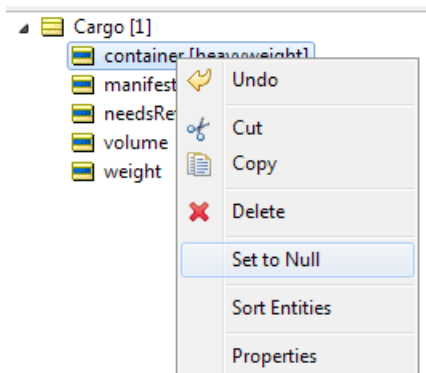 Cargo [1]
container [heavyweight]
manifest
needsRe
volume
weight
Undo
Cut
Copy
Delete
Set to Null
Sort Entities
Properties